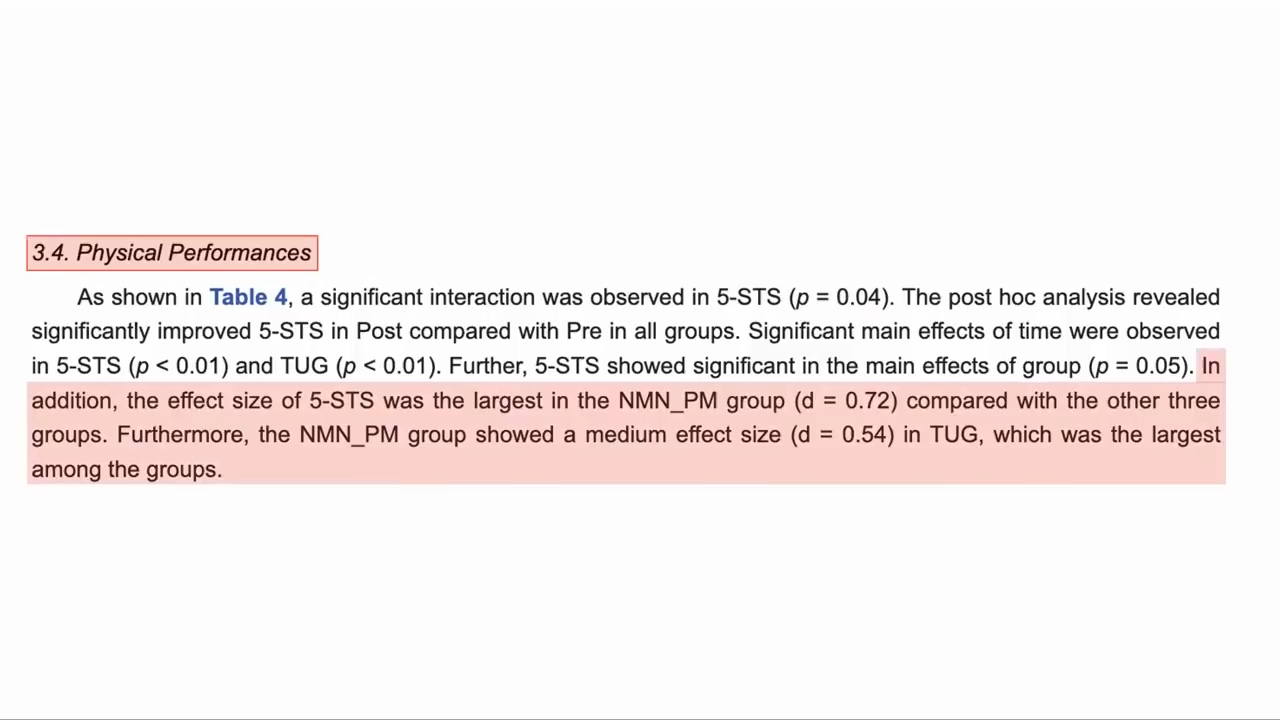 3.4. Physical Performances
As shown in Table 4, a significant interaction was observed in 5-STS (p = 0.04). The post hoc analysis revealed
significantly improved 5-STS in Post compared with Pre in all groups. Significant main effects of time were observed
in 5-STS (p < 0.01) and TUG (p < 0.01). Further, 5-STS showed significant in the main effects of group (p = 0.05). In
addition, the effect size of 5-STS was the largest in the NMN_PM group (d = 0.72) compared with the other three
groups. Furthermore, the NMN_PM group showed a medium effect size (d = 0.54) in TUG, which was the largest
among the groups.